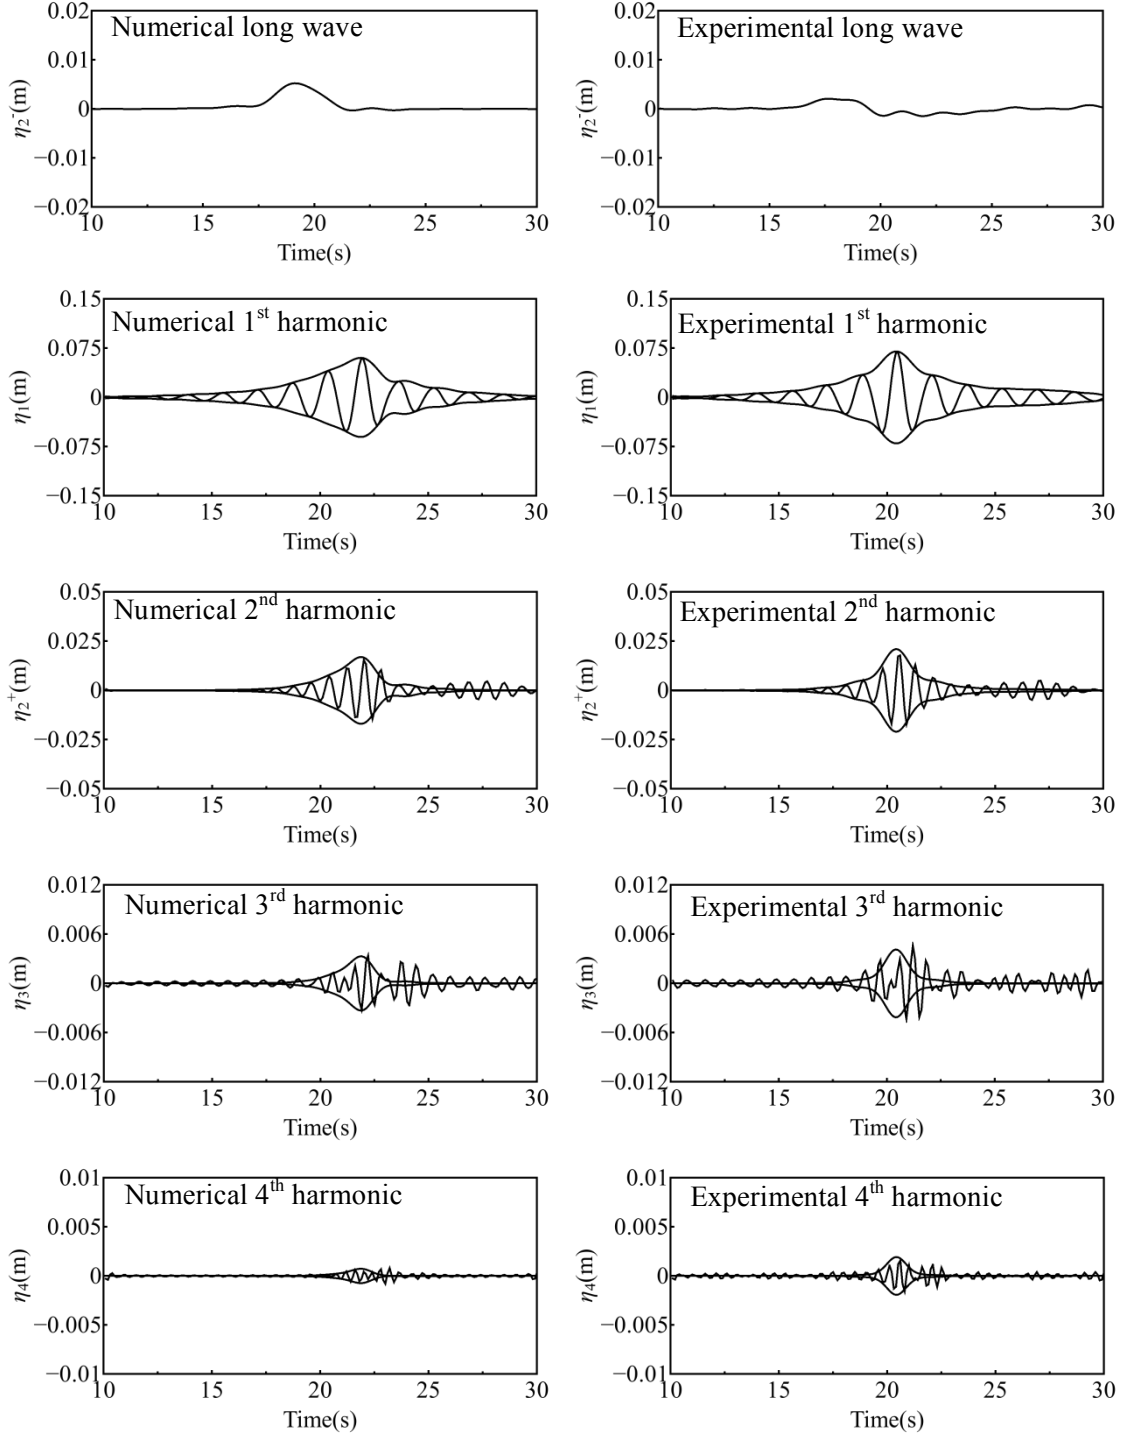 Numerical long wave
0.02
0.01
0
−0.01
−0.02
η₂⁻(m)
10 15 20 25 30
Time(s)
Experimental long wave
0.02
0.01
0
−0.01
−0.02
η₂⁻(m)
10 15 20 25 30
Time(s)
Numerical 1st harmonic
0.15
0.075
0
−0.075
−0.15
η₁(m)
10 15 20 25 30
Time(s)
Experimental 1st harmonic
0.15
0.075
0
−0.075
−0.15
η₁(m)
10 15 20 25 30
Time(s)
Numerical 2nd harmonic
0.05
0.025
0
−0.025
−0.05
η₂⁺(m)
10 15 20 25 30
Time(s)
Experimental 2nd harmonic
0.05
0.025
0
−0.025
−0.05
η₂⁺(m)
10 15 20 25 30
Time(s)
Numerical 3rd harmonic
0.012
0.006
0
−0.006
−0.012
η₃(m)
10 15 20 25 30
Time(s)
Experimental 3rd harmonic
0.012
0.006
0
−0.006
−0.012
η₃(m)
10 15 20 25 30
Time(s)
Numerical 4th harmonic
0.01
0.005
0
−0.005
−0.01
η₄(m)
10 15 20 25 30
Time(s)
Experimental 4th harmonic
0.01
0.005
0
−0.005
−0.01
η₄(m)
10 15 20 25 30
Time(s)